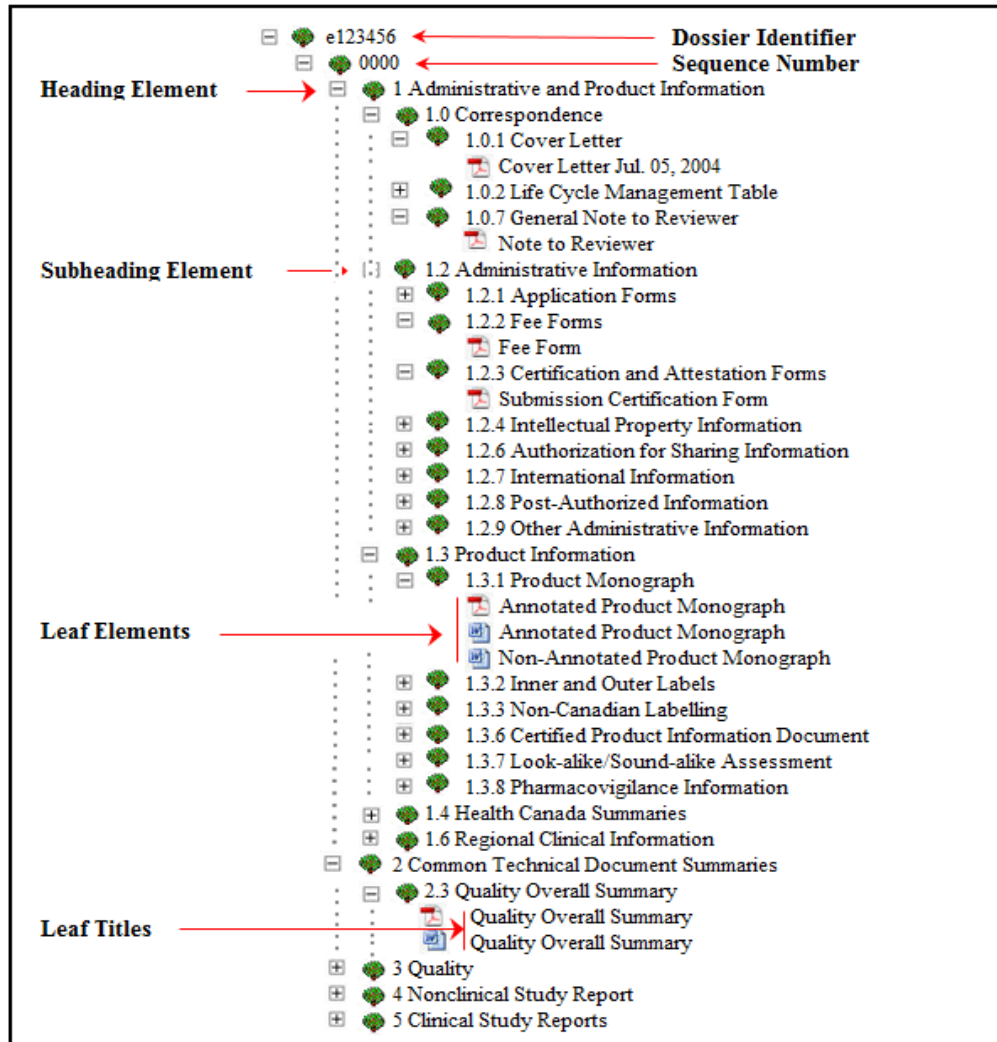 e123456 Dossier Identifier
0000 Sequence Number
Heading Element 1 Administrative and Product Information
1.0 Correspondence
1.0.1 Cover Letter
Cover Letter Jul. 05, 2004
1.0.2 Life Cycle Management Table
1.0.7 General Note to Reviewer
Note to Reviewer
Subheading Element 1.2 Administrative Information
1.2.1 Application Forms
1.2.2 Fee Forms
Fee Form
1.2.3 Certification and Attestation Forms
Submission Certification Form
1.2.4 Intellectual Property Information
1.2.6 Authorization for Sharing Information
1.2.7 International Information
1.2.8 Post-Authorized Information
1.2.9 Other Administrative Information
1.3 Product Information
1.3.1 Product Monograph
Annotated Product Monograph
Leaf Elements Annotated Product Monograph
Non-Annotated Product Monograph
1.3.2 Inner and Outer Labels
1.3.3 Non-Canadian Labelling
1.3.6 Certified Product Information Document
1.3.7 Look-alike/Sound-alike Assessment
1.3.8 Pharmacovigilance Information
1.4 Health Canada Summaries
1.6 Regional Clinical Information
2 Common Technical Document Summaries
2.3 Quality Overall Summary
Quality Overall Summary
Leaf Titles Quality Overall Summary
3 Quality
4 Nonclinical Study Report
5 Clinical Study Reports